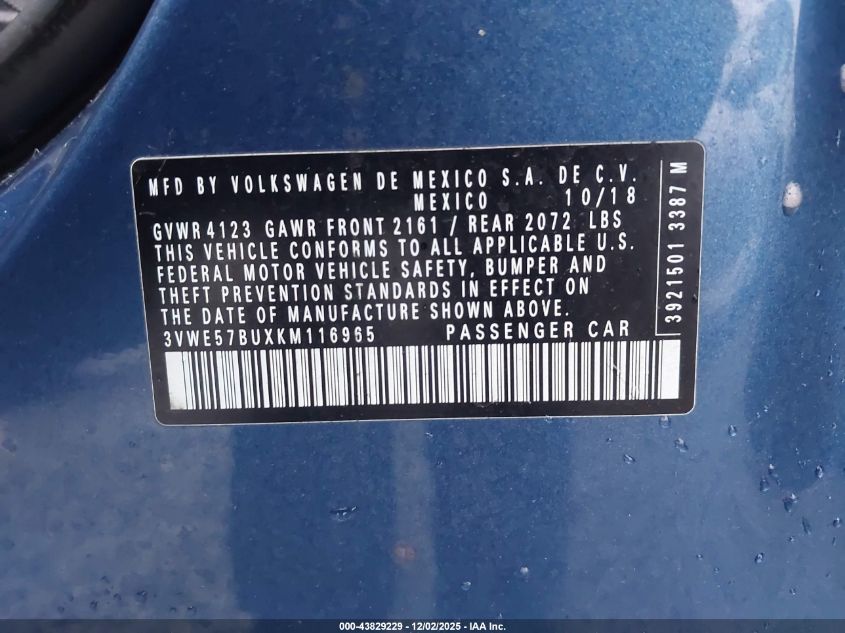 MFD BY VOLKSWAGEN DE MEXICO S.A. DE C.V.
MEXICO 10/18
GVWR 4123 GAWR FRONT 2161 / REAR 2072 LBS
THIS VEHICLE CONFORMS TO ALL APPLICABLE U.S.
FEDERAL MOTOR VEHICLE SAFETY, BUMPER AND
THEFT PREVENTION STANDARDS IN EFFECT ON
THE DATE OF MANUFACTURE SHOWN ABOVE.
3VWE57BUXKM116965 PASSENGER CAR
3921501 3387 M
000-43829229 - 12/02/2025 - IAA Inc.